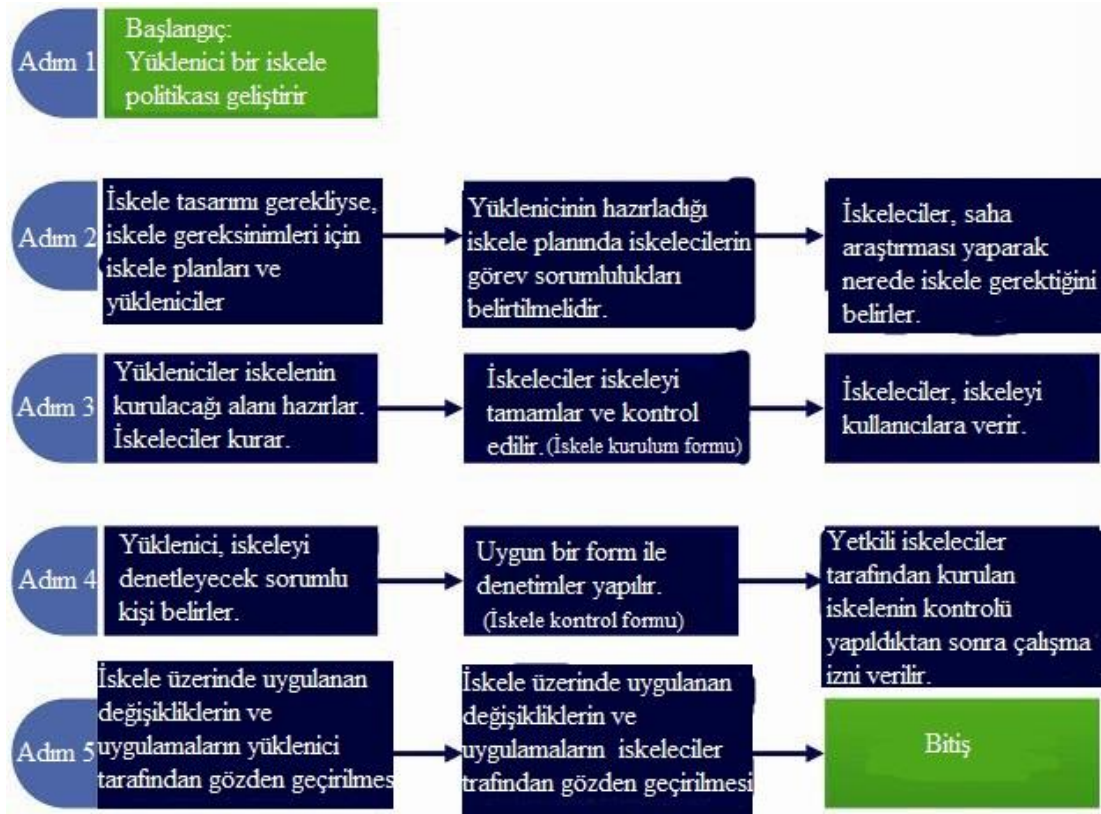 Adım 1
Başlangıç:
Yüklenici bir iskele
politikası geliştirir
Adım 2
İskele tasarımı gerekliyse,
iskele gereksinimleri için
iskele planları ve
yükleniciler
Yüklenicinin hazırladığı
iskele planında iskelecilerin
görev sorumlulukları
belirtilmelidir.
İskeleciler, saha
araştırması yaparak
nerede iskele gerektiğini
belirler.
Adım 3
Yükleniciler iskelenin
kurulacağı alanı hazırlar.
İskeleciler kurar.
İskeleciler iskeleyi
tamamlar ve kontrol
edilir.(İskele kurulum formu)
İskeleciler, iskeleyi
kullanıcılara verir.
Adım 4
Yüklenici, iskeleyi
denetleyecek sorumlu
kişi belirler.
Uygun bir form ile
denetimler yapılır.
(İskele kontrol formu)
Yetkili iskeleciler
tarafından kurulan
iskelenin kontrolü
yapıldıktan sonra çalışma
izni verilir.
Adım 5
İskele üzerinde uygulanan
değişikliklerin ve
uygulamaların yüklenici
tarafından gözden geçirilmesi
İskele üzerinde uygulanan
değişikliklerin ve
uygulamaların iskeleciler
trafından gözden geçirilmesi
Bitiş